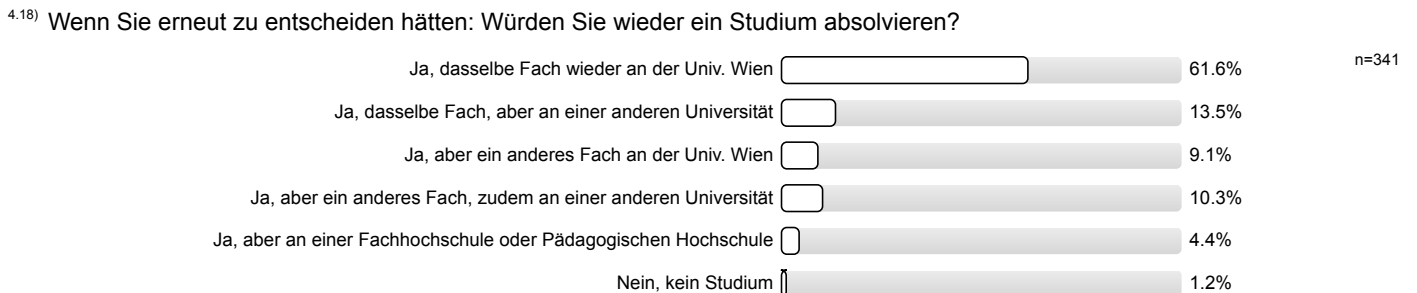 4.18) Wenn Sie erneut zu entscheiden hätten: Würden Sie wieder ein Studium absolvieren?
Ja, dasselbe Fach wieder an der Univ. Wien 61.6% n=341
Ja, dasselbe Fach, aber an einer anderen Universität 13.5%
Ja, aber ein anderes Fach an der Univ. Wien 9.1%
Ja, aber ein anderes Fach, zudem an einer anderen Universität 10.3%
Ja, aber an einer Fachhochschule oder Pädagogischen Hochschule 4.4%
Nein, kein Studium 1.2%